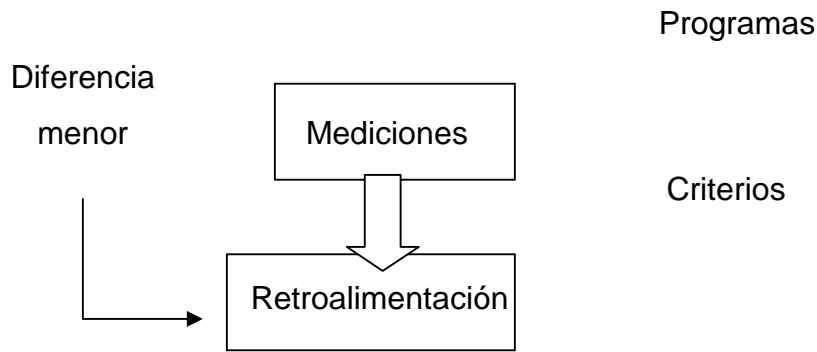 Programas
Diferencia
menor
Mediciones
Criterios
Retroalimentación